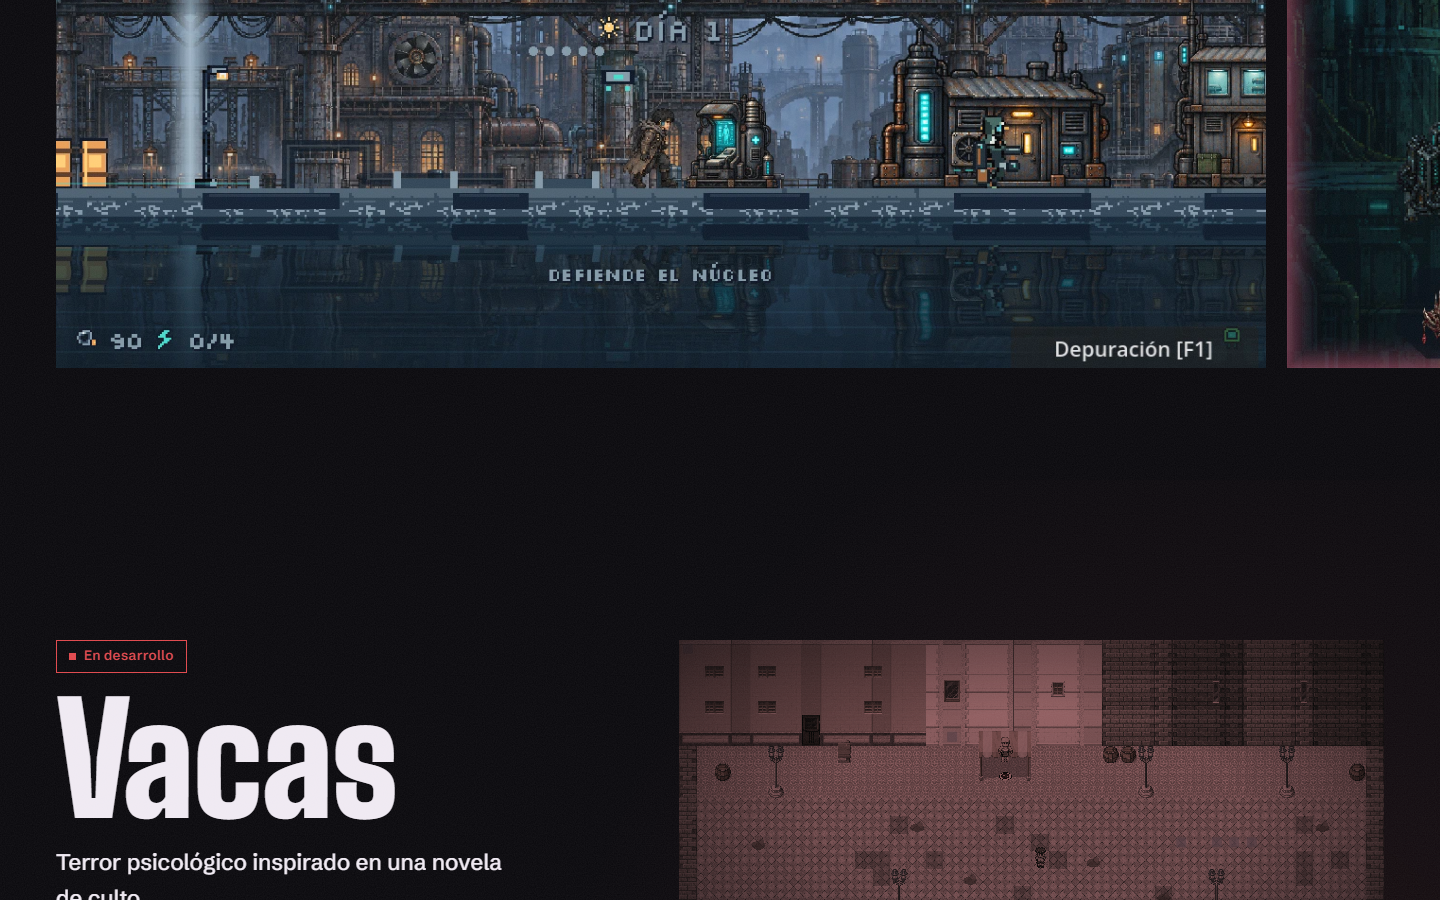 DÍA 1
DEFIENDE EL NÚCLEO
90 0/4
Depuración [F1]
En desarrollo
Vacas
Terror psicológico inspirado en una novela
de culto